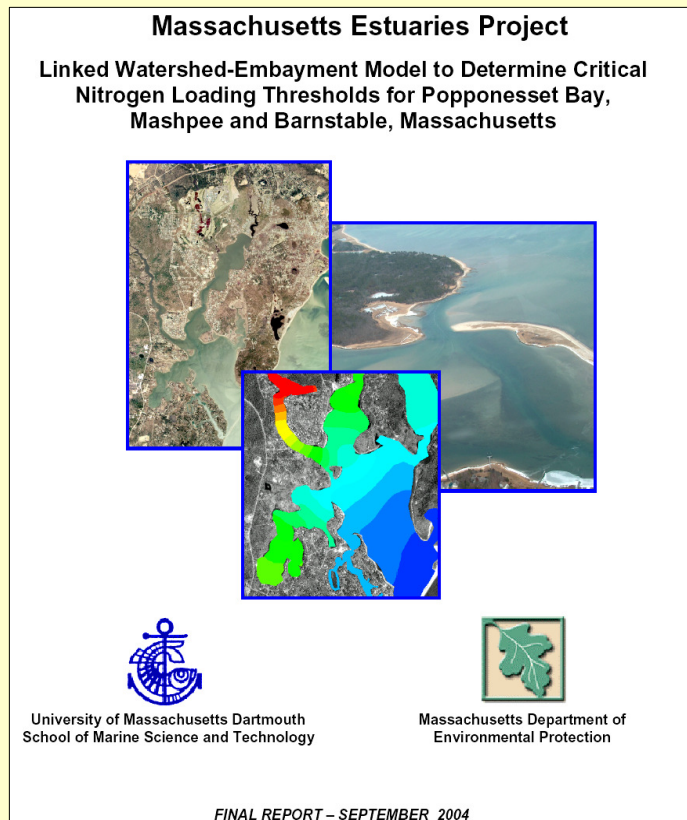 Massachusetts Estuaries Project
Linked Watershed-Embayment Model to Determine Critical
Nitrogen Loading Thresholds for Popponesset Bay,
Mashpee and Barnstable, Massachusetts
University of Massachusetts Dartmouth
School of Marine Science and Technology
Massachusetts Department of
Environmental Protection
FINAL REPORT – SEPTEMBER 2004